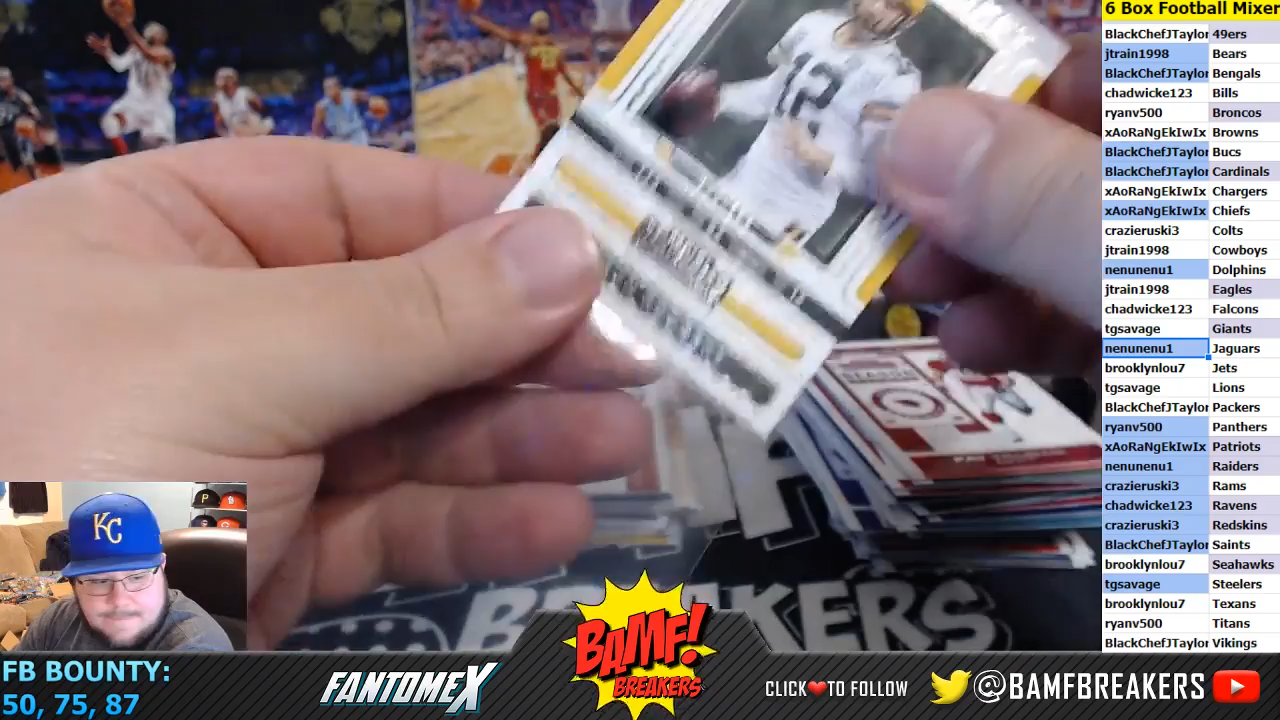 6 Box Football Mixer
BlackChefJTaylor 49ers
jtrain1998 Bears
BlackChefJTaylor Bengals
chadwicke123 Bills
ryanv500 Broncos
xAoRaNgEkIwIx Browns
BlackChefJTaylor Bucs
BlackChefJTaylor Cardinals
xAoRaNgEkIwIx Chargers
xAoRaNgEkIwIx Chiefs
crazieruski3 Colts
jtrain1998 Cowboys
nenunenu1 Dolphins
jtrain1998 Eagles
chadwicke123 Falcons
tgsavage Giants
nenunenu1 Jaguars
brooklynlou7 Jets
tgsavage Lions
BlackChefJTaylor Packers
ryanv500 Panthers
xAoRaNgEkIwIx Patriots
nenunenu1 Raiders
crazieruski3 Rams
chadwicke123 Ravens
crazieruski3 Redskins
BlackChefJTaylor Saints
brooklynlou7 Seahawks
tgsavage Steelers
brooklynlou7 Texans
ryanv500 Titans
BlackChefJTaylor Vikings
12
SEASON
BREAKERS
KC
P
FB BOUNTY:
50, 75, 87
FANTOMEX
BAMF!
BREAKERS
CLICK TO FOLLOW
@BAMFBREAKERS